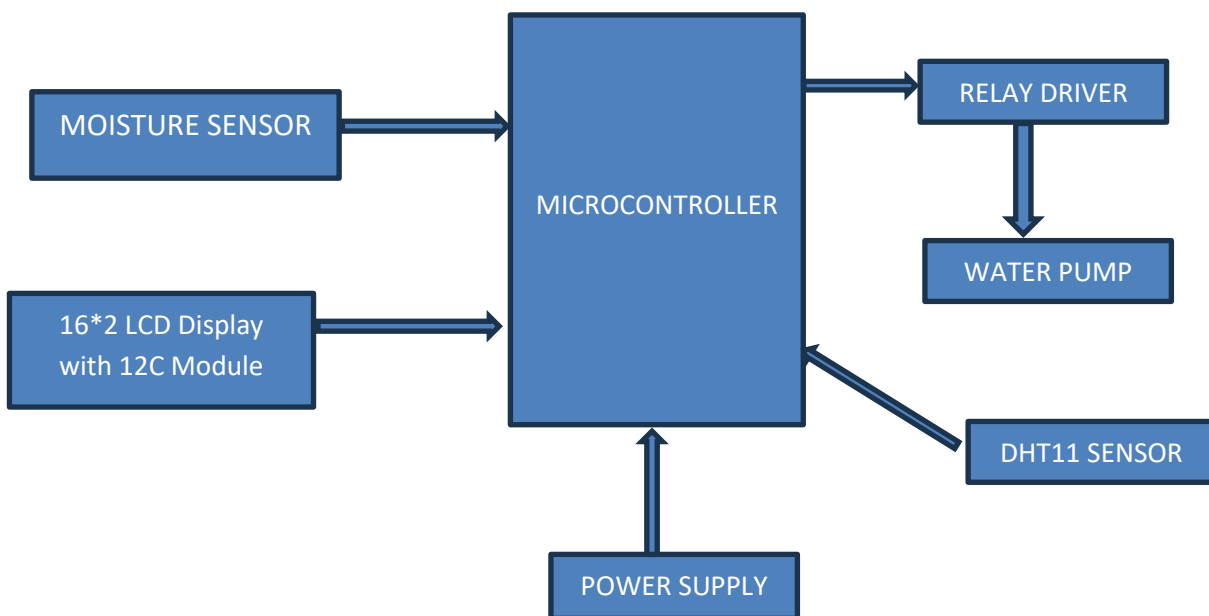 MOISTURE SENSOR
MICROCONTROLLER
RELAY DRIVER
WATER PUMP
16*2 LCD Display
with 12C Module
DHT11 SENSOR
POWER SUPPLY